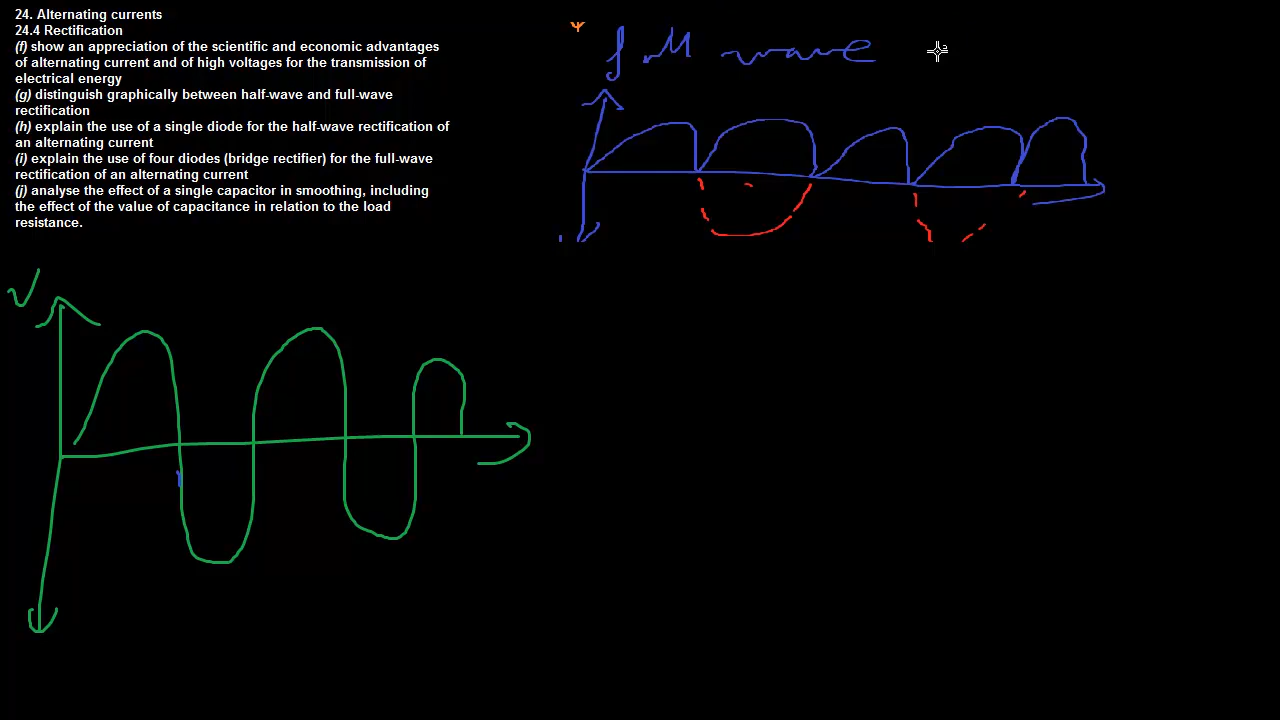 24. Alternating currents
24.4 Rectification
(f) show an appreciation of the scientific and economic advantages
of alternating current and of high voltages for the transmission of
electrical energy
(g) distinguish graphically between half-wave and full-wave
rectification
(h) explain the use of a single diode for the half-wave rectification of
an alternating current
(i) explain the use of four diodes (bridge rectifier) for the full-wave
rectification of an alternating current
(j) analyse the effect of a single capacitor in smoothing, including
the effect of the value of capacitance in relation to the load
resistance.
full wave
V